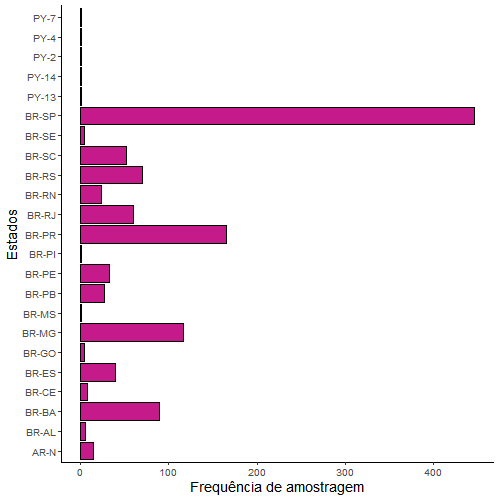 PY-7
PY-4
PY-2
PY-14
PY-13
BR-SP
BR-SE
BR-SC
BR-RS
BR-RN
BR-RJ
BR-PR
BR-PI
BR-PE
BR-PB
BR-MS
BR-MG
BR-GO
BR-ES
BR-CE
BR-BA
BR-AL
AR-N
Estados
0 100 200 300 400
Frequência de amostragem